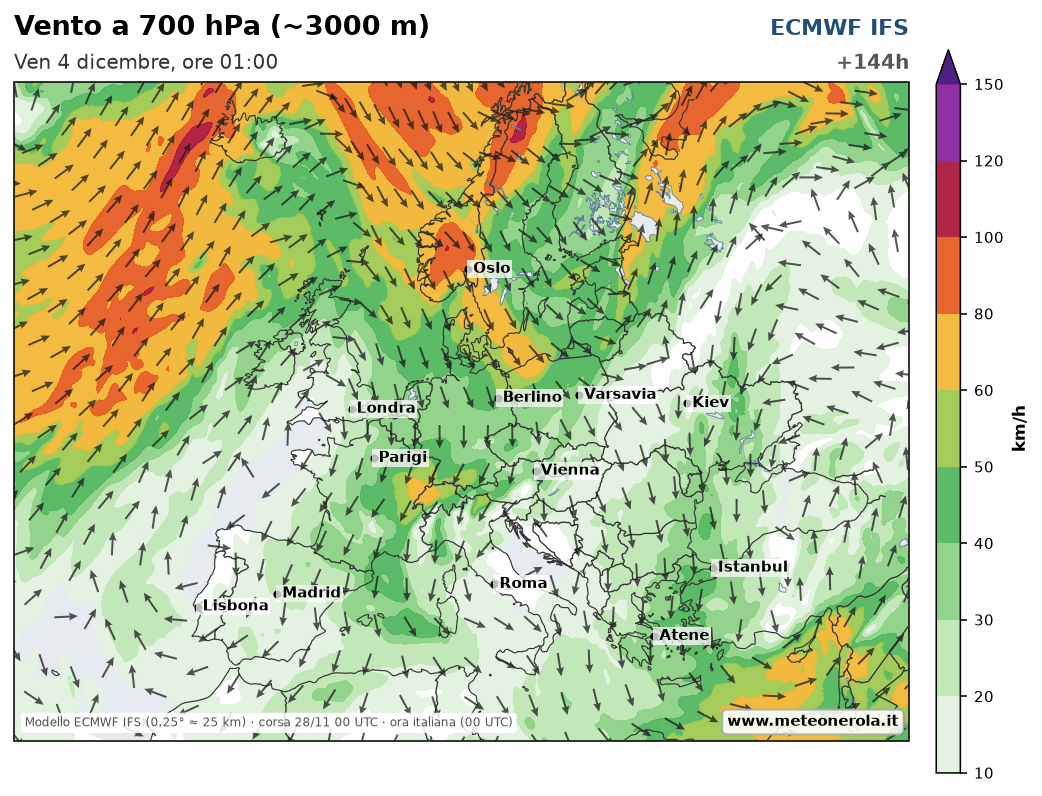 Vento a 700 hPa (~3000 m)
ECMWF IFS
Ven 4 dicembre, ore 01:00
+144h
150
120
100
80
60
50
40
30
20
10
km/h
Oslo
Berlino
Varsavia
Kiev
Londra
Parigi
Vienna
Istanbul
Roma
Madrid
Lisbona
Atene
Modello ECMWF IFS (0,25° ≈ 25 km) · corsa 28/11 00 UTC · ora italiana (00 UTC)
www.meteonerola.it